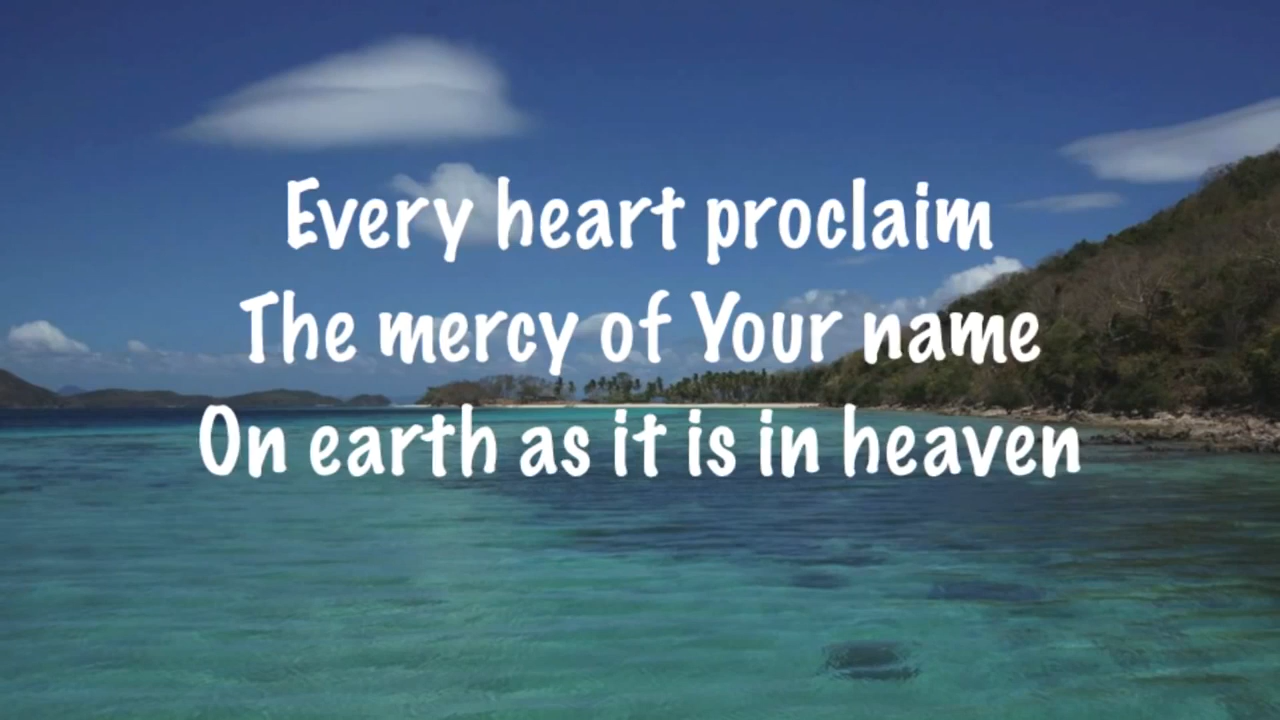 Every heart proclaim
The mercy of Your name
On earth as it is in heaven